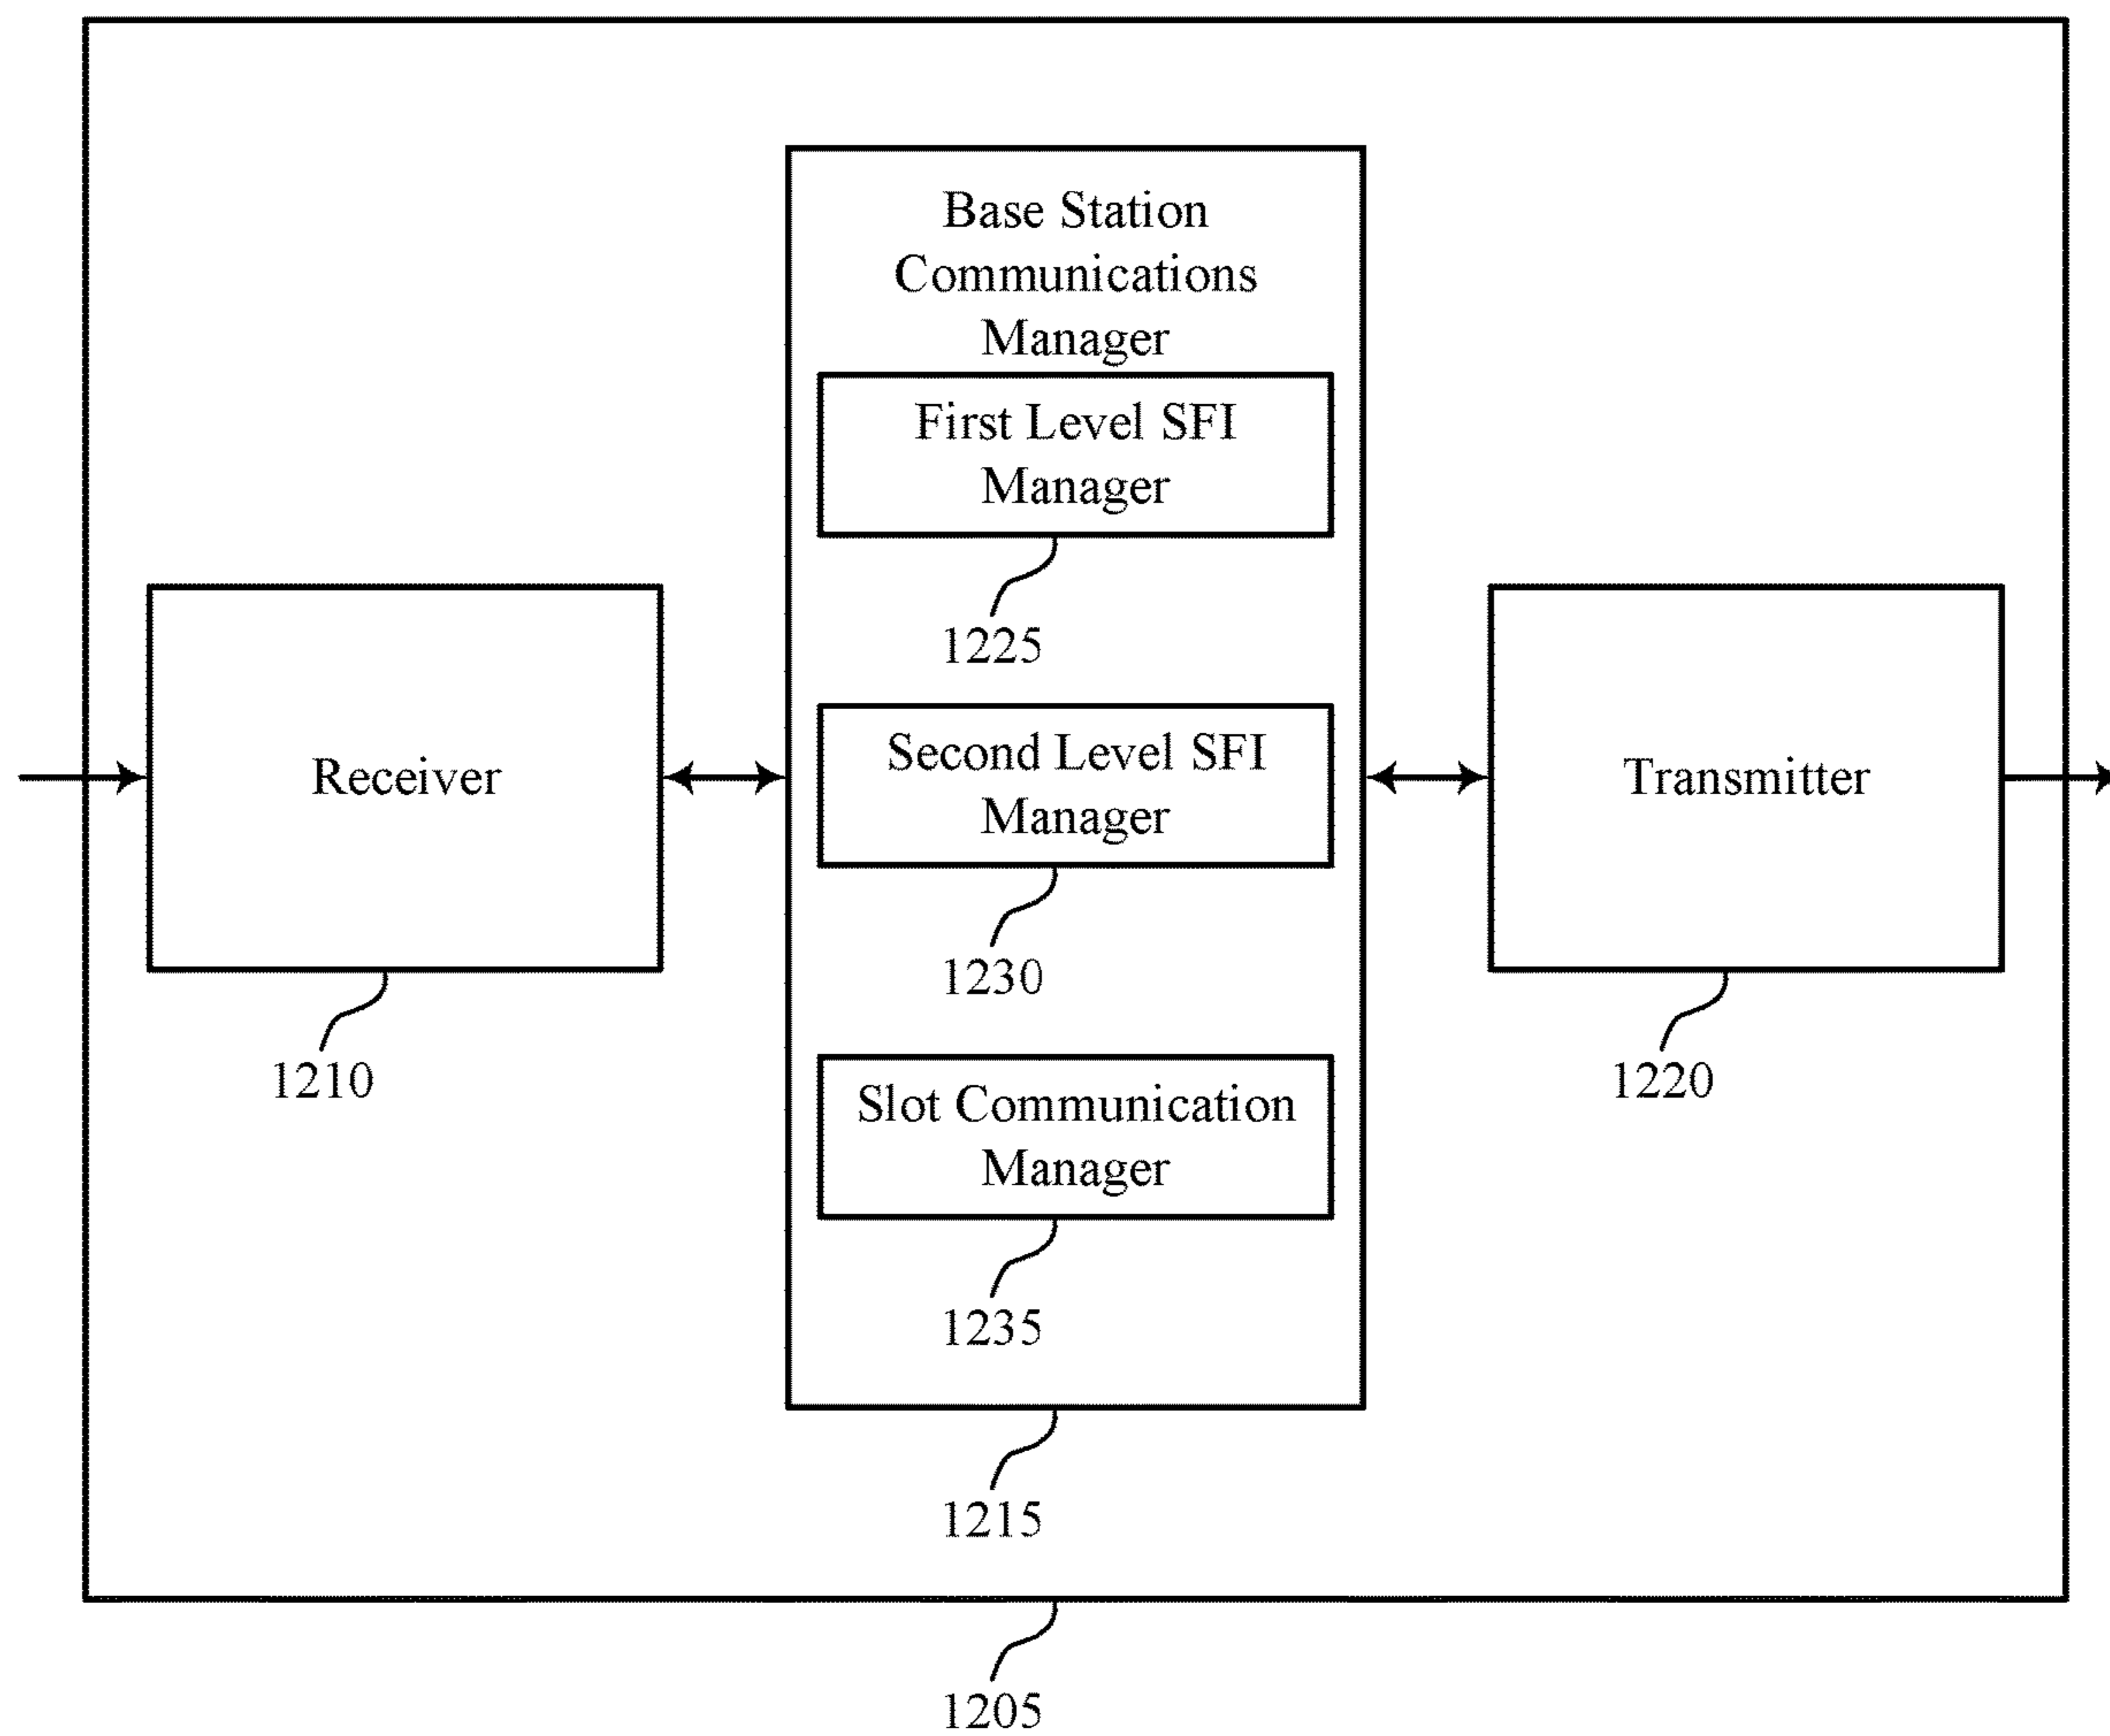 Base Station
Communications
Manager
First Level SFI
Manager
1225
Receiver
1210
Second Level SFI
Manager
1230
Transmitter
1220
Slot Communication
Manager
1235
1215
1205